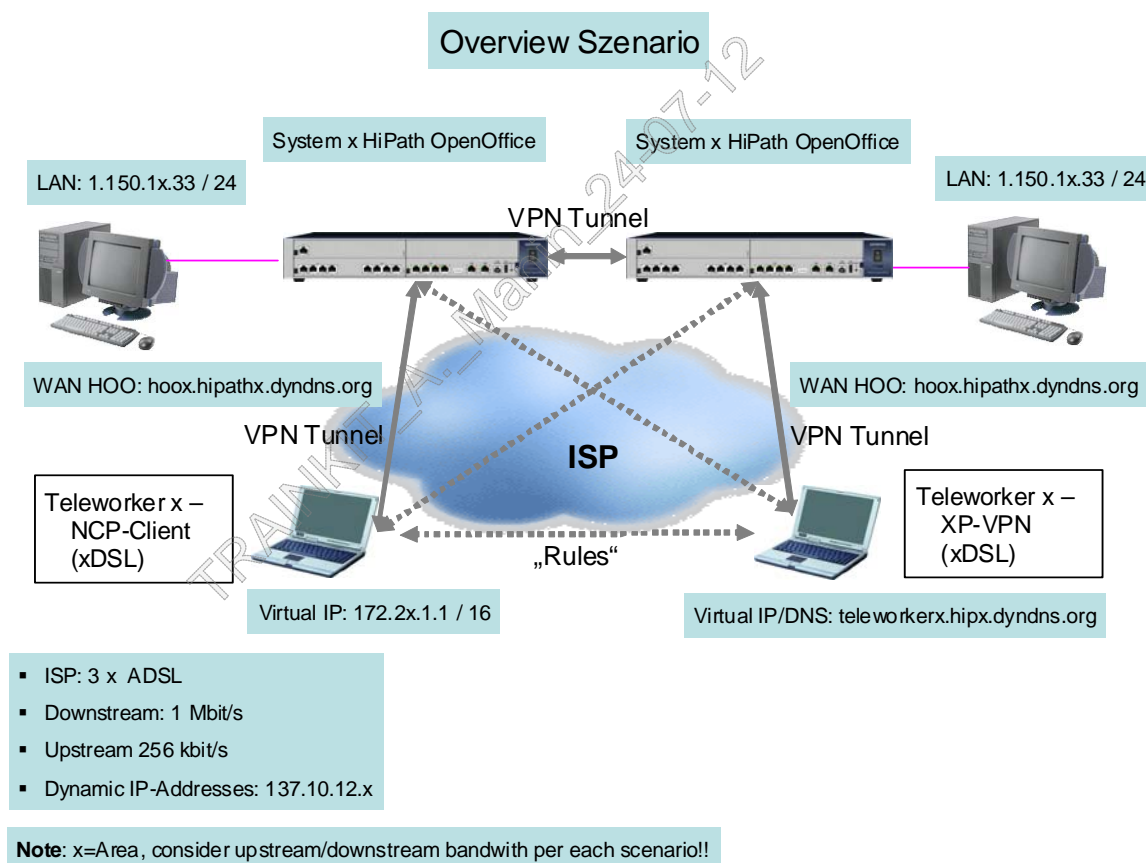 Overview Szenario
System x HiPath OpenOffice
System x HiPath OpenOffice
LAN: 1.150.1x.33 / 24
LAN: 1.150.1x.33 / 24
VPN Tunnel
WAN HOO: hoox.hipathx.dyndns.org
WAN HOO: hoox.hipathx.dyndns.org
VPN Tunnel
VPN Tunnel
ISP
Teleworker x –
NCP-Client
(xDSL)
Teleworker x –
XP-VPN
(xDSL)
„Rules“
Virtual IP: 172.2x.1.1 / 16
Virtual IP/DNS: teleworkerx.hipx.dyndns.org
▪ ISP: 3 x ADSL
▪ Downstream: 1 Mbit/s
▪ Upstream 256 kbit/s
▪ Dynamic IP-Addresses: 137.10.12.x
Note: x=Area, consider upstream/downstream bandwith per each scenario!!